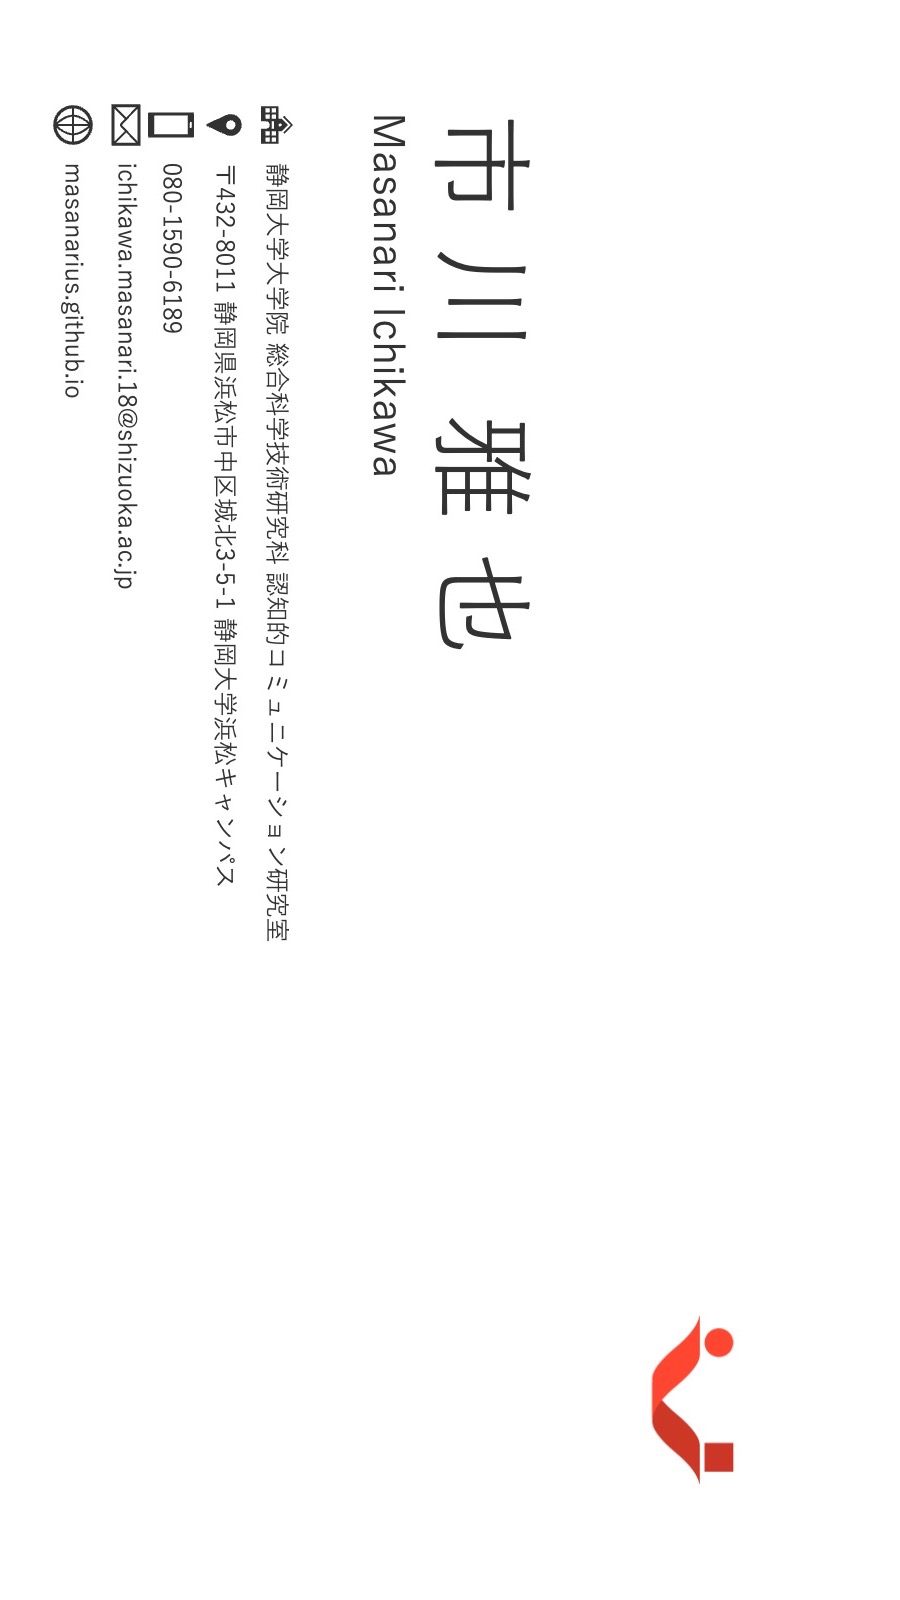 市川 雅也
Masanari Ichikawa
静岡大学大学院 総合科学技術研究科 認知的コミュニケーション研究室
〒432-8011 静岡県浜松市中区城北3-5-1 静岡大学浜松キャンパス
080-1590-6189
ichikawa.masanari.18@shizuoka.ac.jp
masanarius.github.io